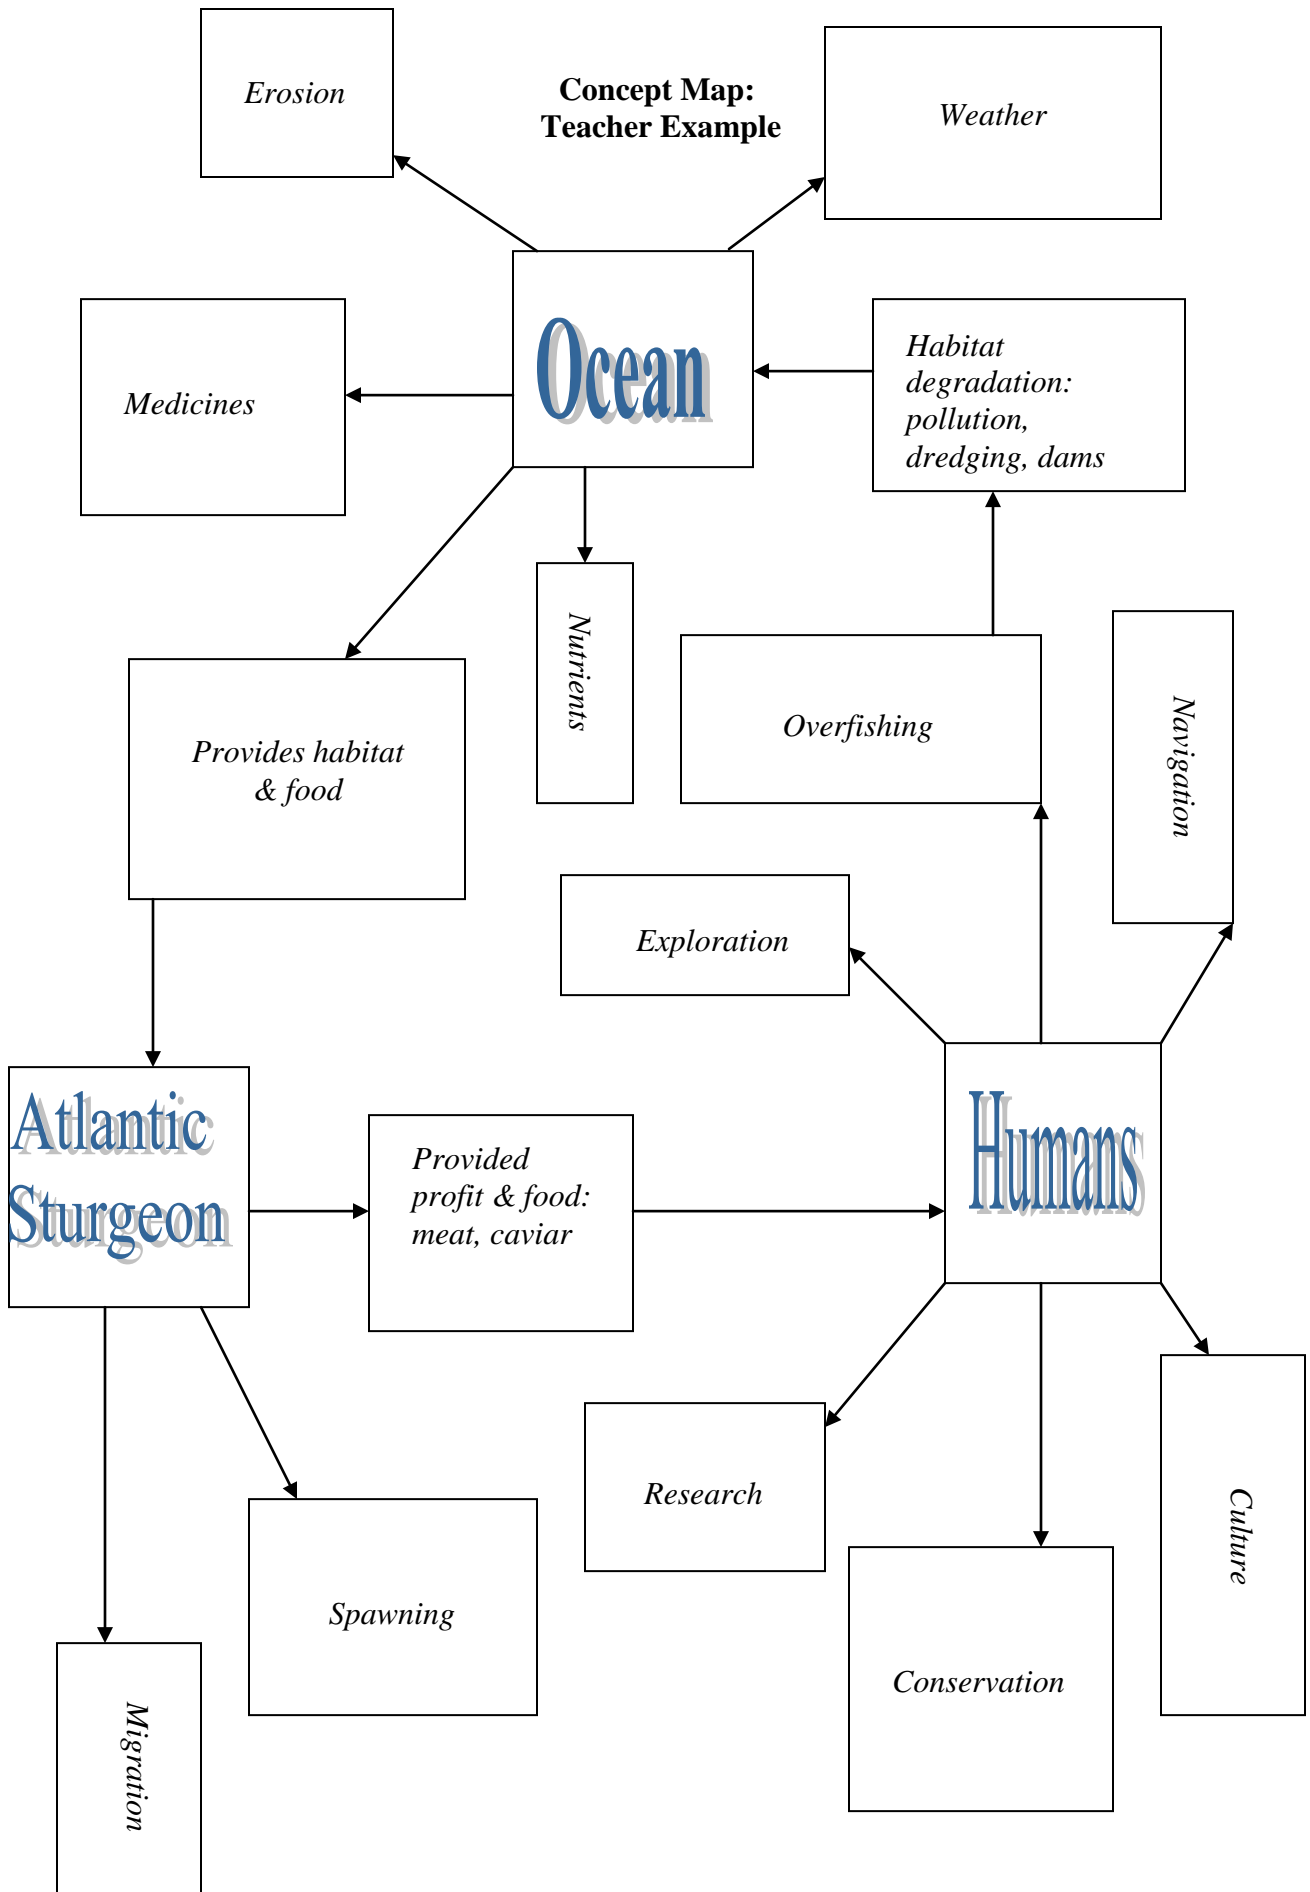 Erosion
Concept Map:
Teacher Example
Weather
Ocean
Habitat
degradation:
pollution,
dredging, dams
Medicines
Nutrients
Navigation
Overfishing
Provides habitat
& food
Exploration
Atlantic
Sturgeon
Provided
profit & food:
meat, caviar
Humans
Research
Culture
Spawning
Conservation
Migration